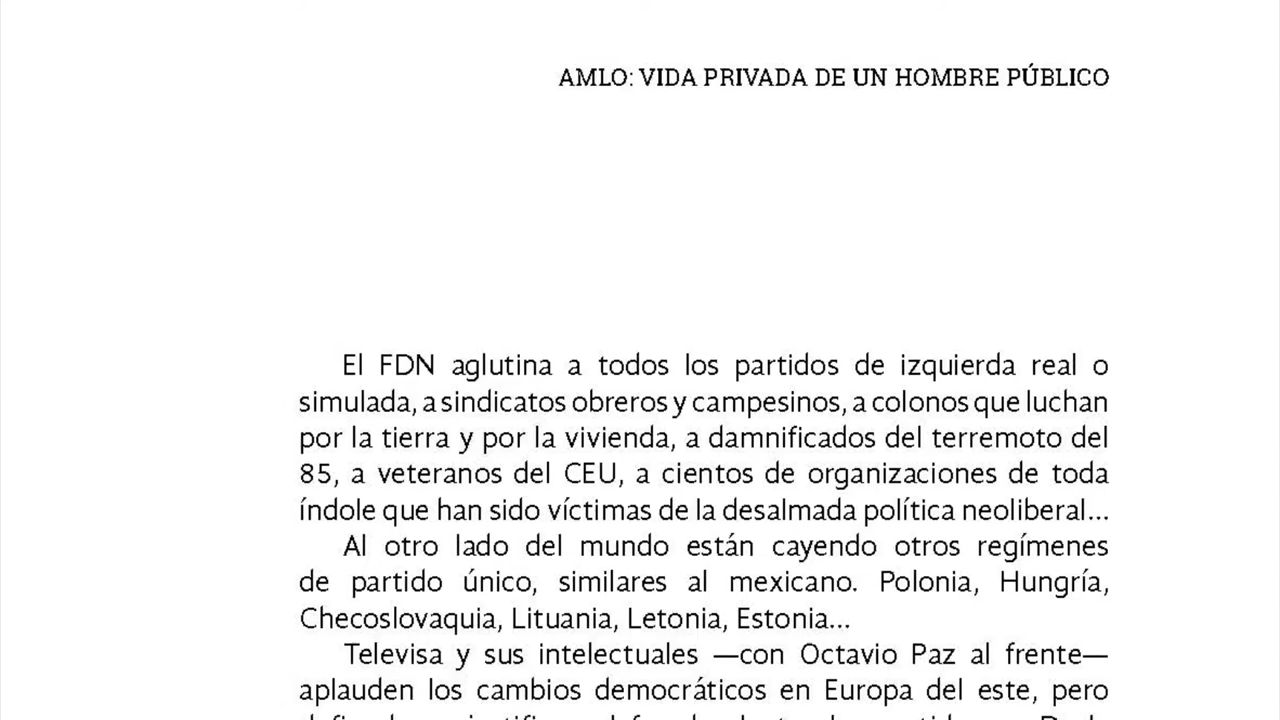 AMLO: VIDA PRIVADA DE UN HOMBRE PÚBLICO
El FDN aglutina a todos los partidos de izquierda real o
simulada, a sindicatos obreros y campesinos, a colonos que luchan
por la tierra y por la vivienda, a damnificados del terremoto del
85, a veteranos del CEU, a cientos de organizaciones de toda
índole que han sido víctimas de la desalmada política neoliberal...
Al otro lado del mundo están cayendo otros regímenes
de partido único, similares al mexicano. Polonia, Hungría,
Checoslovaquia, Lituania, Letonia, Estonia...
Televisa y sus intelectuales —con Octavio Paz al frente—
aplauden los cambios democráticos en Europa del este, pero